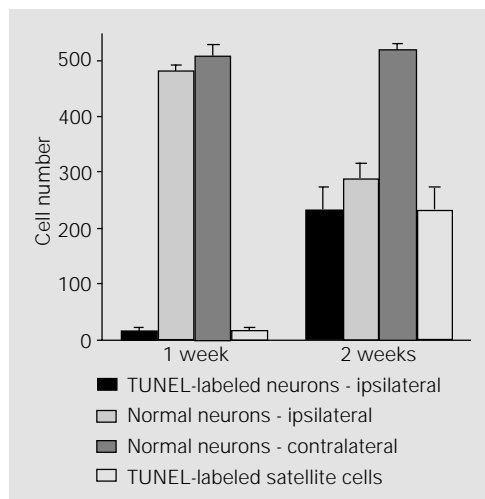 500
400
300
200
100
0
Cell number
1 week 2 weeks
TUNEL-labeled neurons - ipsilateral
Normal neurons - ipsilateral
Normal neurons - contralateral
TUNEL-labeled satellite cells